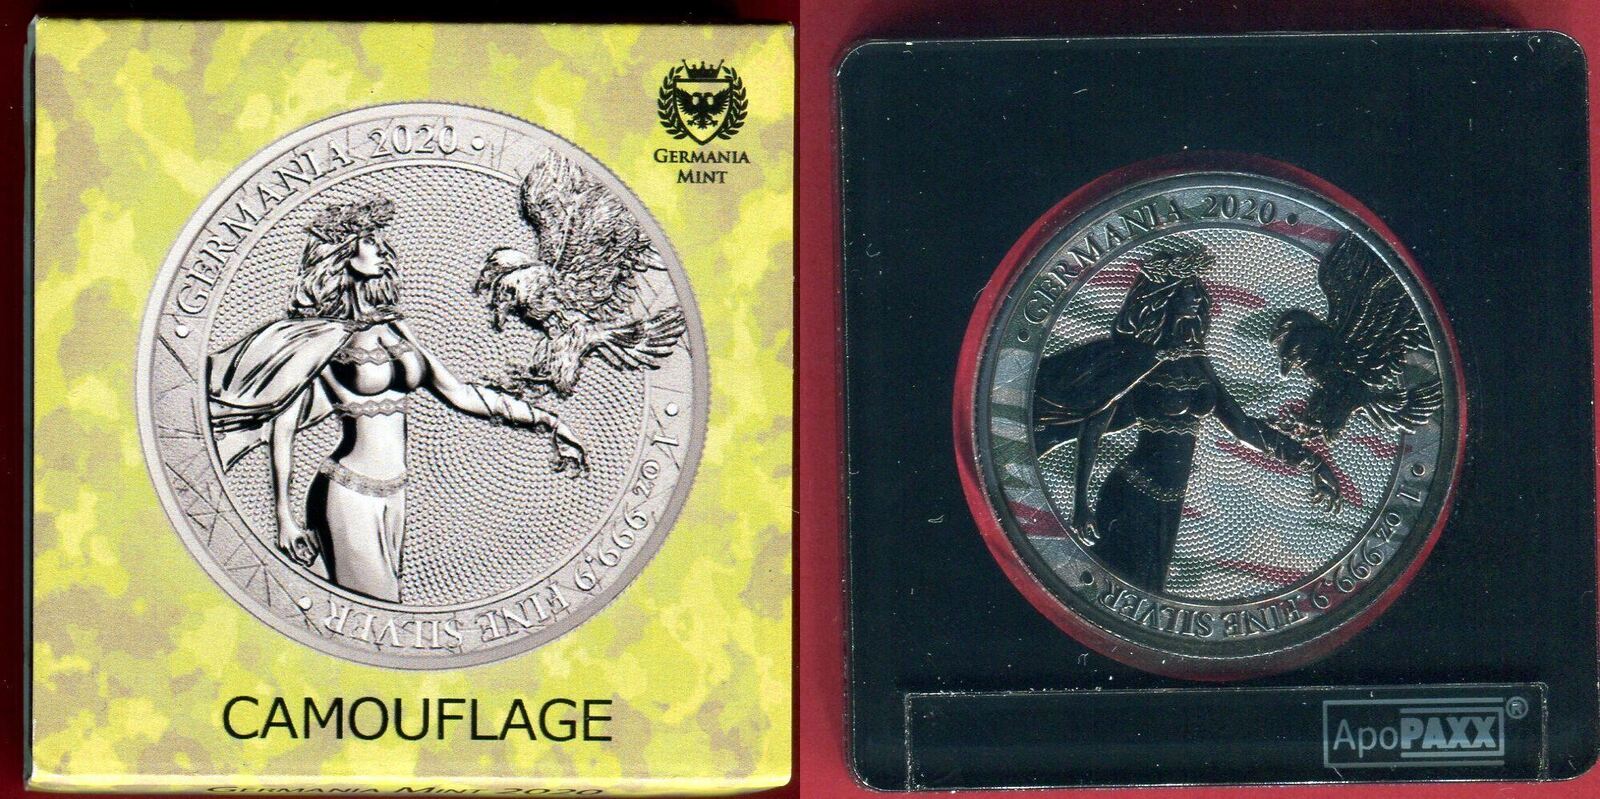 GERMANIA
MINT
• GERMANIA 2020 •
1 oz 999,9 FINE SILVER •
CAMOUFLAGE
GERMANIA MINT 2020
• GERMANIA 2020 •
• 1 oz 999,9 FINE SILVER •
ApoPAXX®